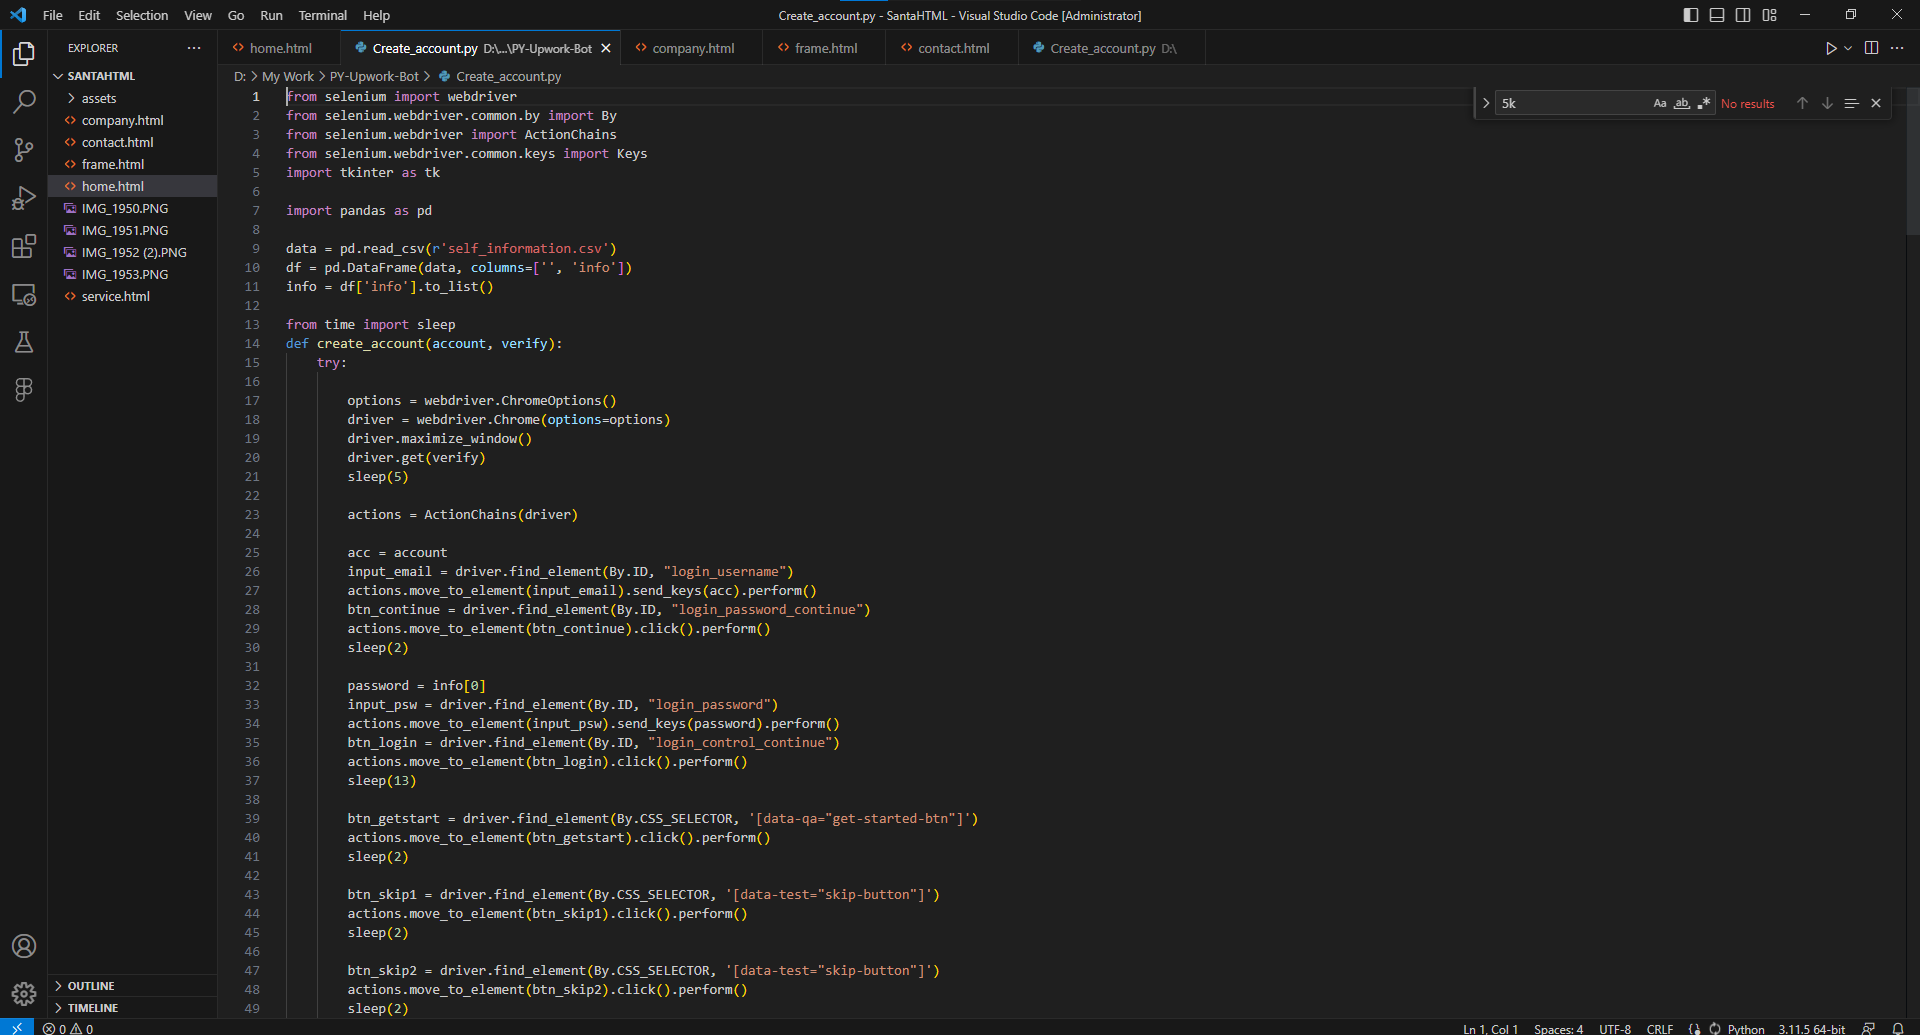 File Edit Selection View Go Run Terminal Help
Create_account.py - SantaHTML - Visual Studio Code [Administrator]
EXPLORER
home.html
Create_account.py D:\...\PY-Upwork-Bot
company.html
frame.html
contact.html
Create_account.py D:\
SANTAHTML
assets
company.html
contact.html
frame.html
home.html
IMG_1950.PNG
IMG_1951.PNG
IMG_1952 (2).PNG
IMG_1953.PNG
service.html
OUTLINE
TIMELINE
D: > My Work > PY-Upwork-Bot > Create_account.py
5k Aa ab No results
1 from selenium import webdriver
2 from selenium.webdriver.common.by import By
3 from selenium.webdriver import ActionChains
4 from selenium.webdriver.common.keys import Keys
5 import tkinter as tk
6
7 import pandas as pd
8
9 data = pd.read_csv(r'self_information.csv')
10 df = pd.DataFrame(data, columns=['', 'info'])
11 info = df['info'].to_list()
12
13 from time import sleep
14 def create_account(account, verify):
15 try:
16
17 options = webdriver.ChromeOptions()
18 driver = webdriver.Chrome(options=options)
19 driver.maximize_window()
20 driver.get(verify)
21 sleep(5)
22
23 actions = ActionChains(driver)
24
25 acc = account
26 input_email = driver.find_element(By.ID, "login_username")
27 actions.move_to_element(input_email).send_keys(acc).perform()
28 btn_continue = driver.find_element(By.ID, "login_password_continue")
29 actions.move_to_element(btn_continue).click().perform()
30 sleep(2)
31
32 password = info[0]
33 input_psw = driver.find_element(By.ID, "login_password")
34 actions.move_to_element(input_psw).send_keys(password).perform()
35 btn_login = driver.find_element(By.ID, "login_control_continue")
36 actions.move_to_element(btn_login).click().perform()
37 sleep(13)
38
39 btn_getstart = driver.find_element(By.CSS_SELECTOR, '[data-qa="get-started-btn"]')
40 actions.move_to_element(btn_getstart).click().perform()
41 sleep(2)
42
43 btn_skip1 = driver.find_element(By.CSS_SELECTOR, '[data-test="skip-button"]')
44 actions.move_to_element(btn_skip1).click().perform()
45 sleep(2)
46
47 btn_skip2 = driver.find_element(By.CSS_SELECTOR, '[data-test="skip-button"]')
48 actions.move_to_element(btn_skip2).click().perform()
49 sleep(2)
0 0
Ln 1, Col 1 Spaces: 4 UTF-8 CRLF Python 3.11.5 64-bit